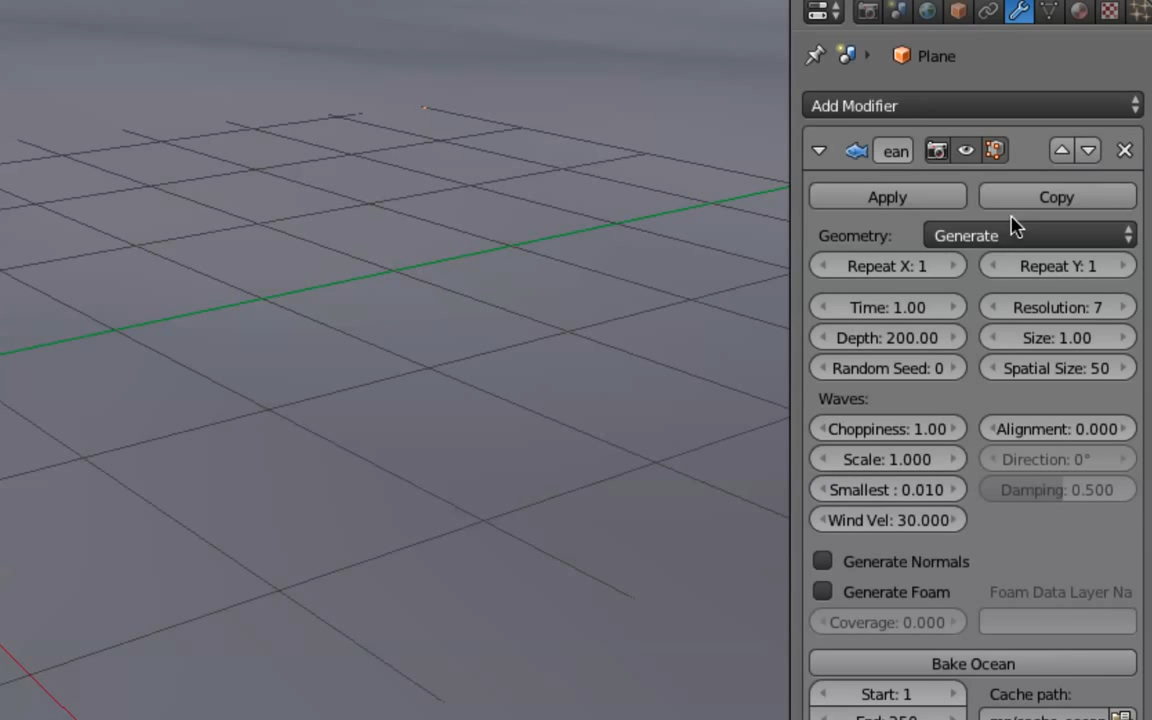 Plane
Add Modifier
ean
Apply Copy
Geometry: Generate
Repeat X: 1 Repeat Y: 1
Time: 1.00 Resolution: 7
Depth: 200.00 Size: 1.00
Random Seed: 0 Spatial Size: 50
Waves:
Choppiness: 1.00 Alignment: 0.000
Scale: 1.000 Direction: 0°
Smallest : 0.010 Damping: 0.500
Wind Vel: 30.000
Generate Normals
Generate Foam Foam Data Layer Na
Coverage: 0.000
Bake Ocean
Start: 1 Cache path:
End: 250